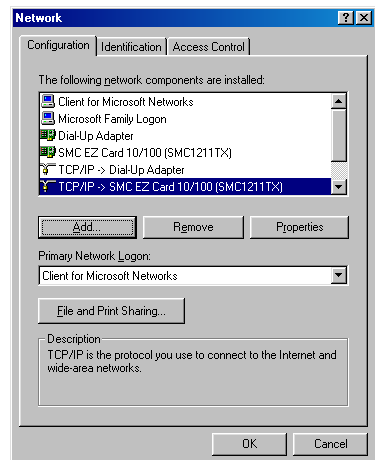 Network
Configuration Identification Access Control
The following network components are installed:
Client for Microsoft Networks
Microsoft Family Logon
Dial-Up Adapter
SMC EZ Card 10/100 (SMC1211TX)
TCP/IP -> Dial-Up Adapter
TCP/IP -> SMC EZ Card 10/100 (SMC1211TX)
Add... Remove Properties
Primary Network Logon:
Client for Microsoft Networks
File and Print Sharing...
Description
TCP/IP is the protocol you use to connect to the Internet and
wide-area networks.
OK Cancel